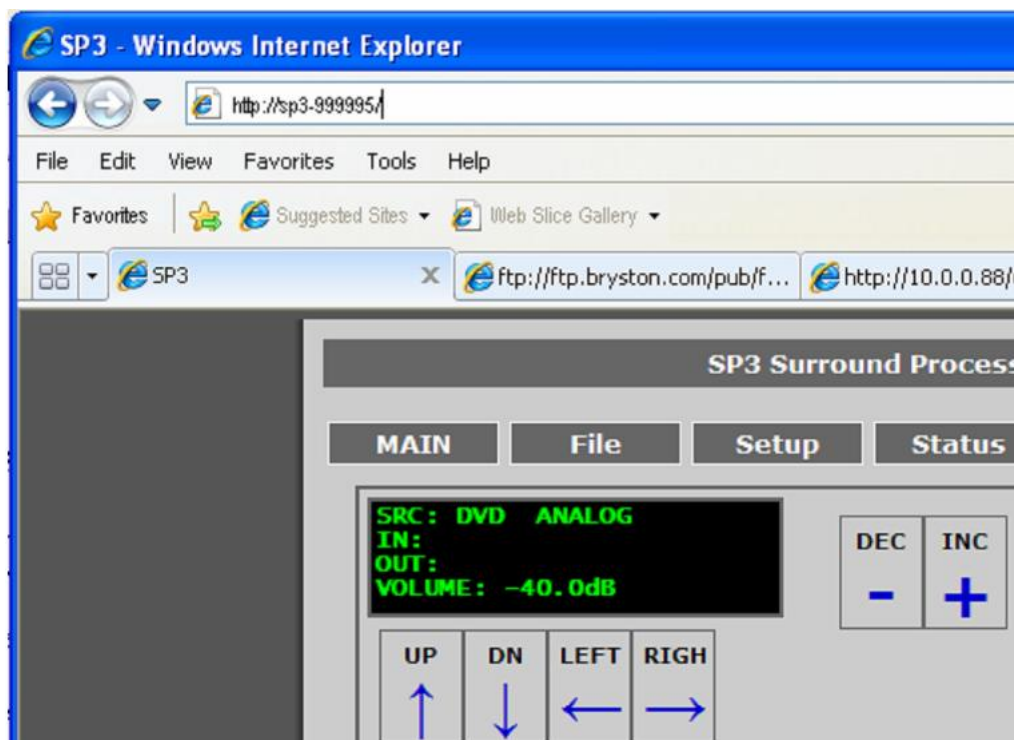 SP3 - Windows Internet Explorer
http://sp3-999995/
File Edit View Favorites Tools Help
Favorites Suggested Sites Web Slice Gallery
SP3 X ftp://ftp.bryston.com/pub/f... http://10.0.0.88/
SP3 Surround Process
MAIN File Setup Status
SRC: DVD ANALOG
IN:
OUT:
VOLUME: -40.0dB
DEC INC
- +
UP DN LEFT RIGH